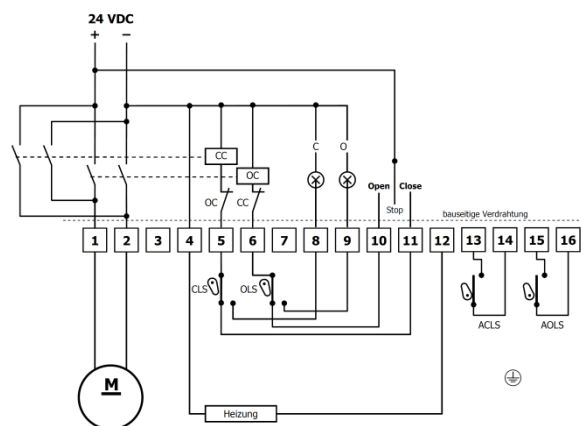 24 VDC
+ −
CC
OC
C O
OC CC
Open Close
Stop
bauseitige Verdrahtung
1 2 3 4 5 6 7 8 9 10 11 12 13 14 15 16
CLS OLS
ACLS AOLS
M
Heizung